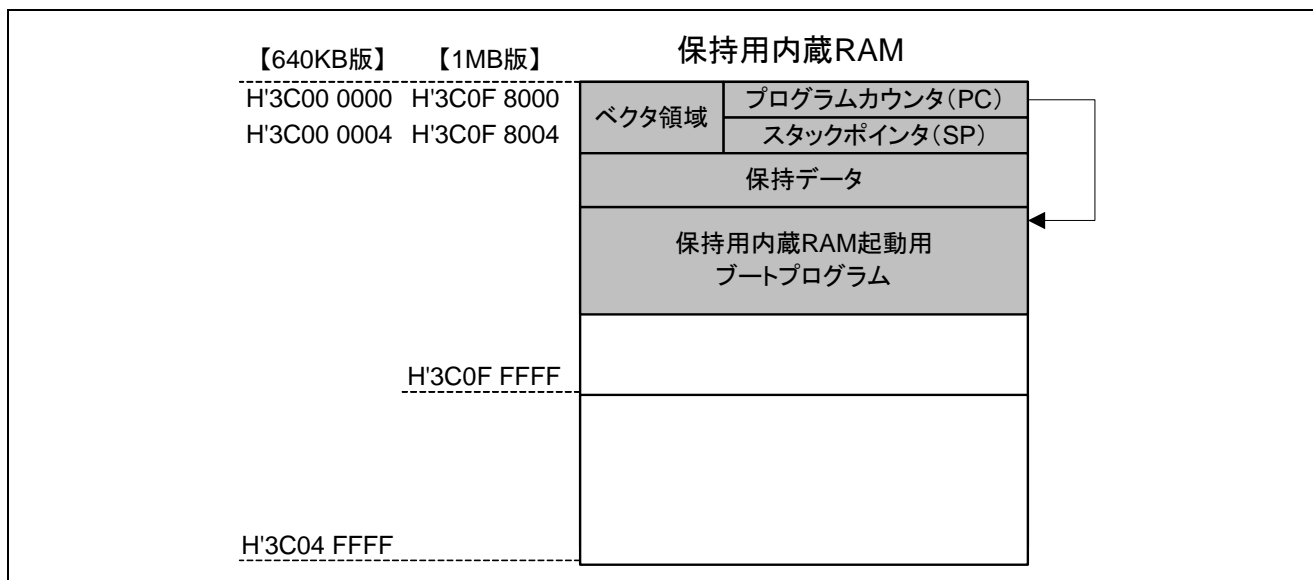 保持用内蔵RAM
【640KB版】 【1MB版】
H'3C00 0000 H'3C0F 8000
H'3C00 0004 H'3C0F 8004
ベクタ領域
プログラムカウンタ(PC)
スタックポインタ(SP)
保持データ
保持用内蔵RAM起動用
ブートプログラム
H'3C0F FFFF
H'3C04 FFFF